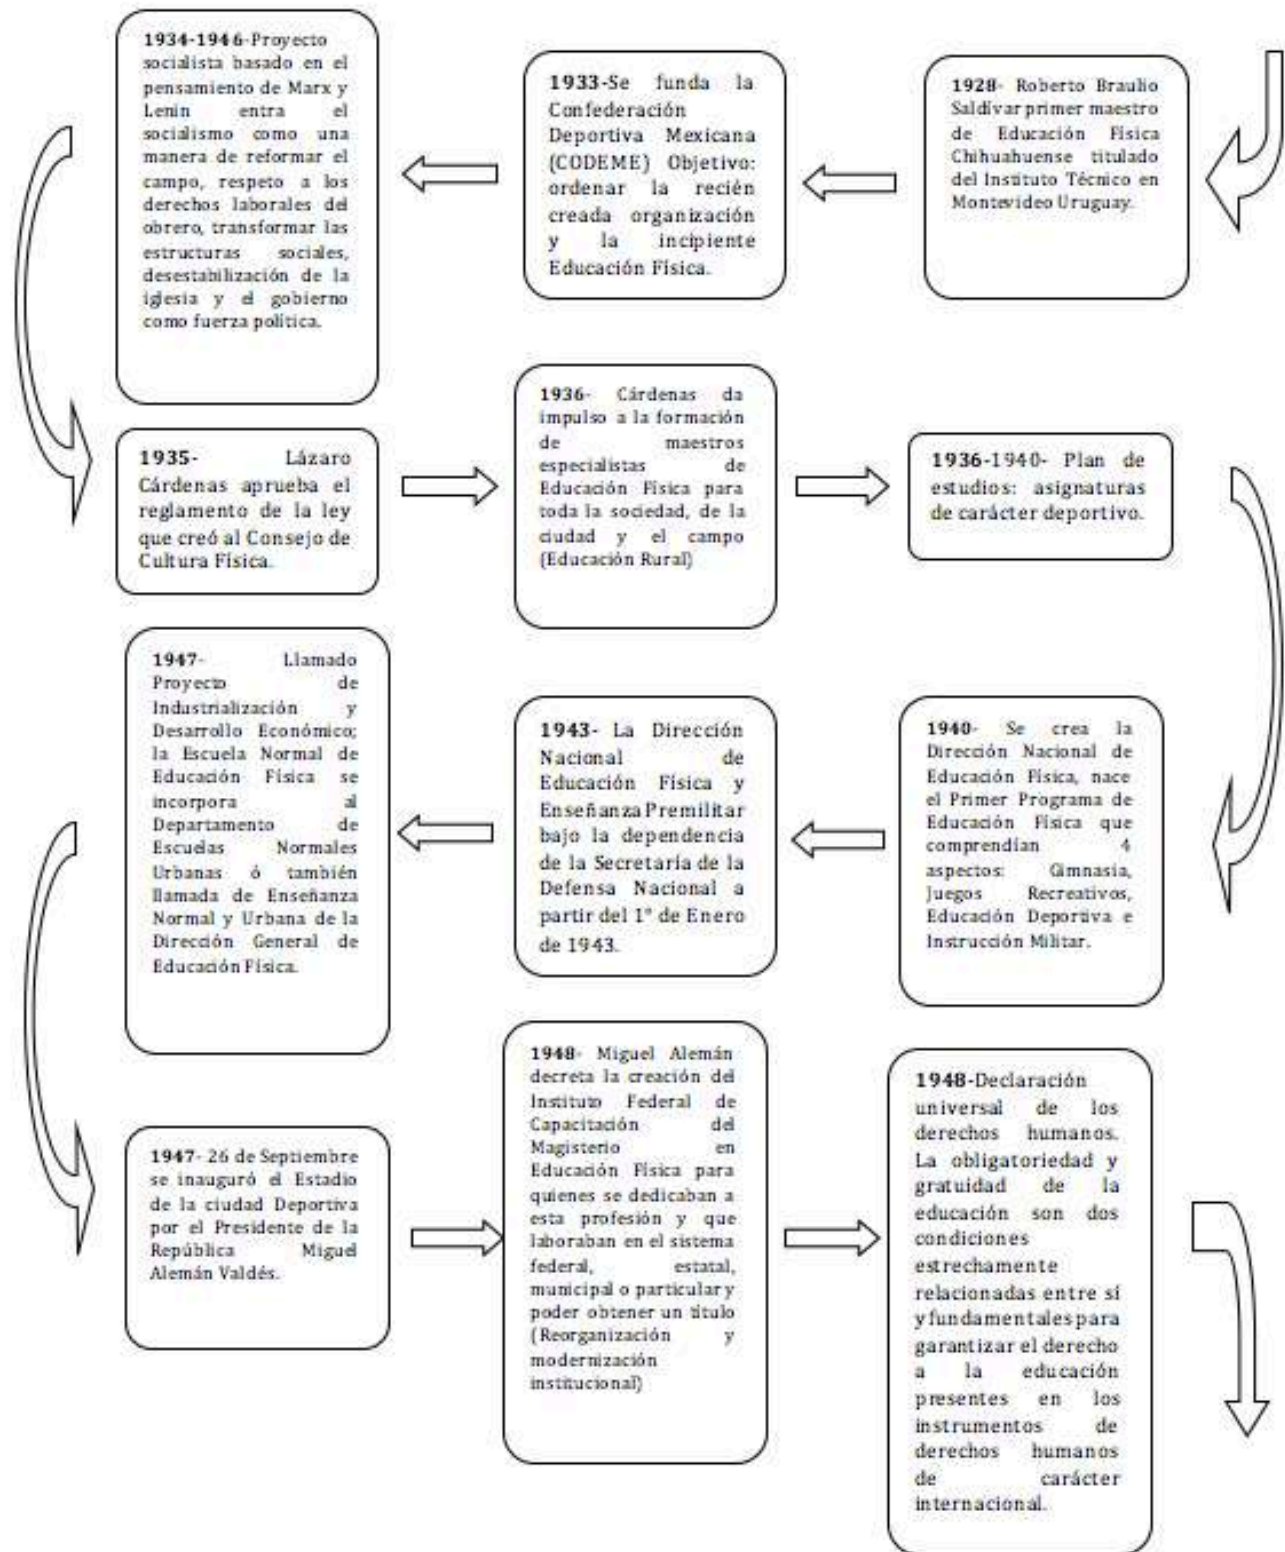 1928- Roberto Braulio
Saldívar primer maestro
de Educación Física
Chihuahuense titulado
del Instituto Técnico en
Montevideo Uruguay.
1933-Se funda la
Confederación
Deportiva Mexicana
(CODEME) Objetivo:
ordenar la recién
creada organización
y la incipiente
Educación Física.
1934-1946-Proyecto
socialista basado en el
pensamiento de Marx y
Lenin entra el
socialismo como una
manera de reformar el
campo, respeto a los
derechos laborales del
obrero, transformar las
estructuras sociales,
desestabilización de la
iglesia y el gobierno
como fuerza política.
1935- Lázaro
Cárdenas aprueba el
reglamento de la ley
que creó al Consejo de
Cultura Física.
1936- Cárdenas da
impulso a la formación
de maestros
especialistas de
Educación Física para
toda la sociedad, de la
ciudad y el campo
(Educación Rural)
1936-1940- Plan de
estudios: asignaturas
de carácter deportivo.
1940- Se crea la
Dirección Nacional de
Educación Física, nace
el Primer Programa de
Educación Física que
comprendían 4
aspectos: Gimnasia,
Juegos Recreativos,
Educación Deportiva e
Instrucción Militar.
1943- La Dirección
Nacional de
Educación Física y
Enseñanza Premilitar
bajo la dependencia
de la Secretaría de la
Defensa Nacional a
partir del 1° de Enero
de 1943.
1947- Llamado
Proyecto de
Industrialización y
Desarrollo Económico;
la Escuela Normal de
Educación Física se
incorpora al
Departamento de
Escuelas Normales
Urbanas ó también
llamada de Enseñanza
Normal y Urbana de la
Dirección General de
Educación Física.
1947- 26 de Septiembre
se inauguró el Estadio
de la ciudad Deportiva
por el Presidente de la
República Miguel
Alemán Valdés.
1948- Miguel Alemán
decreta la creación del
Instituto Federal de
Capacitación del
Magisterio en
Educación Física para
quienes se dedicaban a
esta profesión y que
laboraban en el sistema
federal, estatal,
municipal o particular y
poder obtener un título
(Reorganización y
modernización
institucional)
1948-Declaración
universal de los
derechos humanos.
La obligatoriedad y
gratuidad de la
educación son dos
condiciones
estrechamente
relacionadas entre sí
y fundamentales para
garantizar el derecho
a la educación
presentes en los
instrumentos de
derechos humanos
de carácter
internacional.